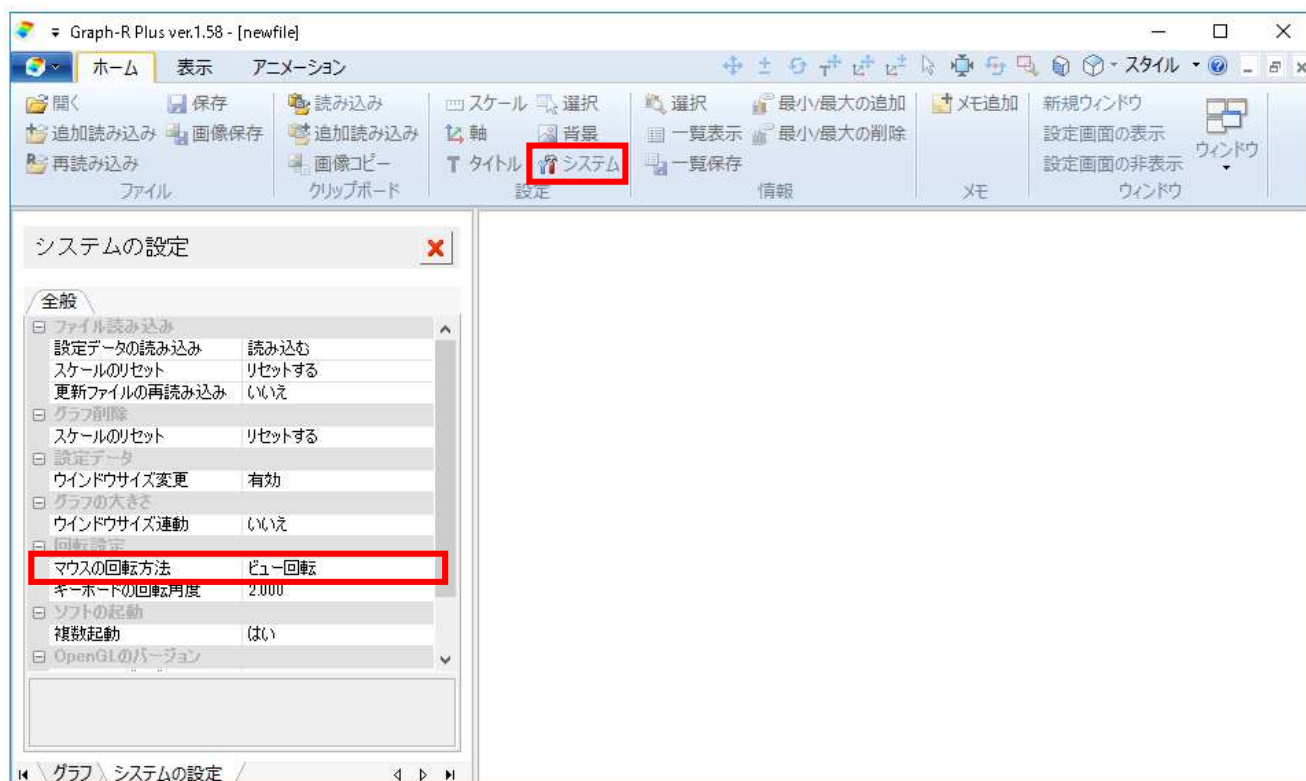 Graph-R Plus ver.1.58 - [newfile]
ホーム 表示 アニメーション スタイル
開く 保存 読み込み スケール 選択 選択 最小/最大の追加 メモ追加 新規ウィンドウ
追加読み込み 画像保存 追加読み込み 軸 背景 一覧表示 最小/最大の削除 設定画面の表示 ウィンドウ
再読み込み 画像コピー タイトル システム 一覧保存 設定画面の非表示
ファイル クリップボード 設定 情報 メモ ウィンドウ
システムの設定
全般
ファイル読み込み
設定データの読み込み 読み込む
スケールのリセット リセットする
更新ファイルの再読み込み いいえ
グラフ削除
スケールのリセット リセットする
設定データ
ウインドウサイズ変更 有効
グラフの大きさ
ウインドウサイズ連動 いいえ
回転設定
マウスの回転方法 ビュー回転
キーボードの回転角度 2.000
ソフトの起動
複数起動 はい
OpenGLのバージョン
グラフ システムの設定